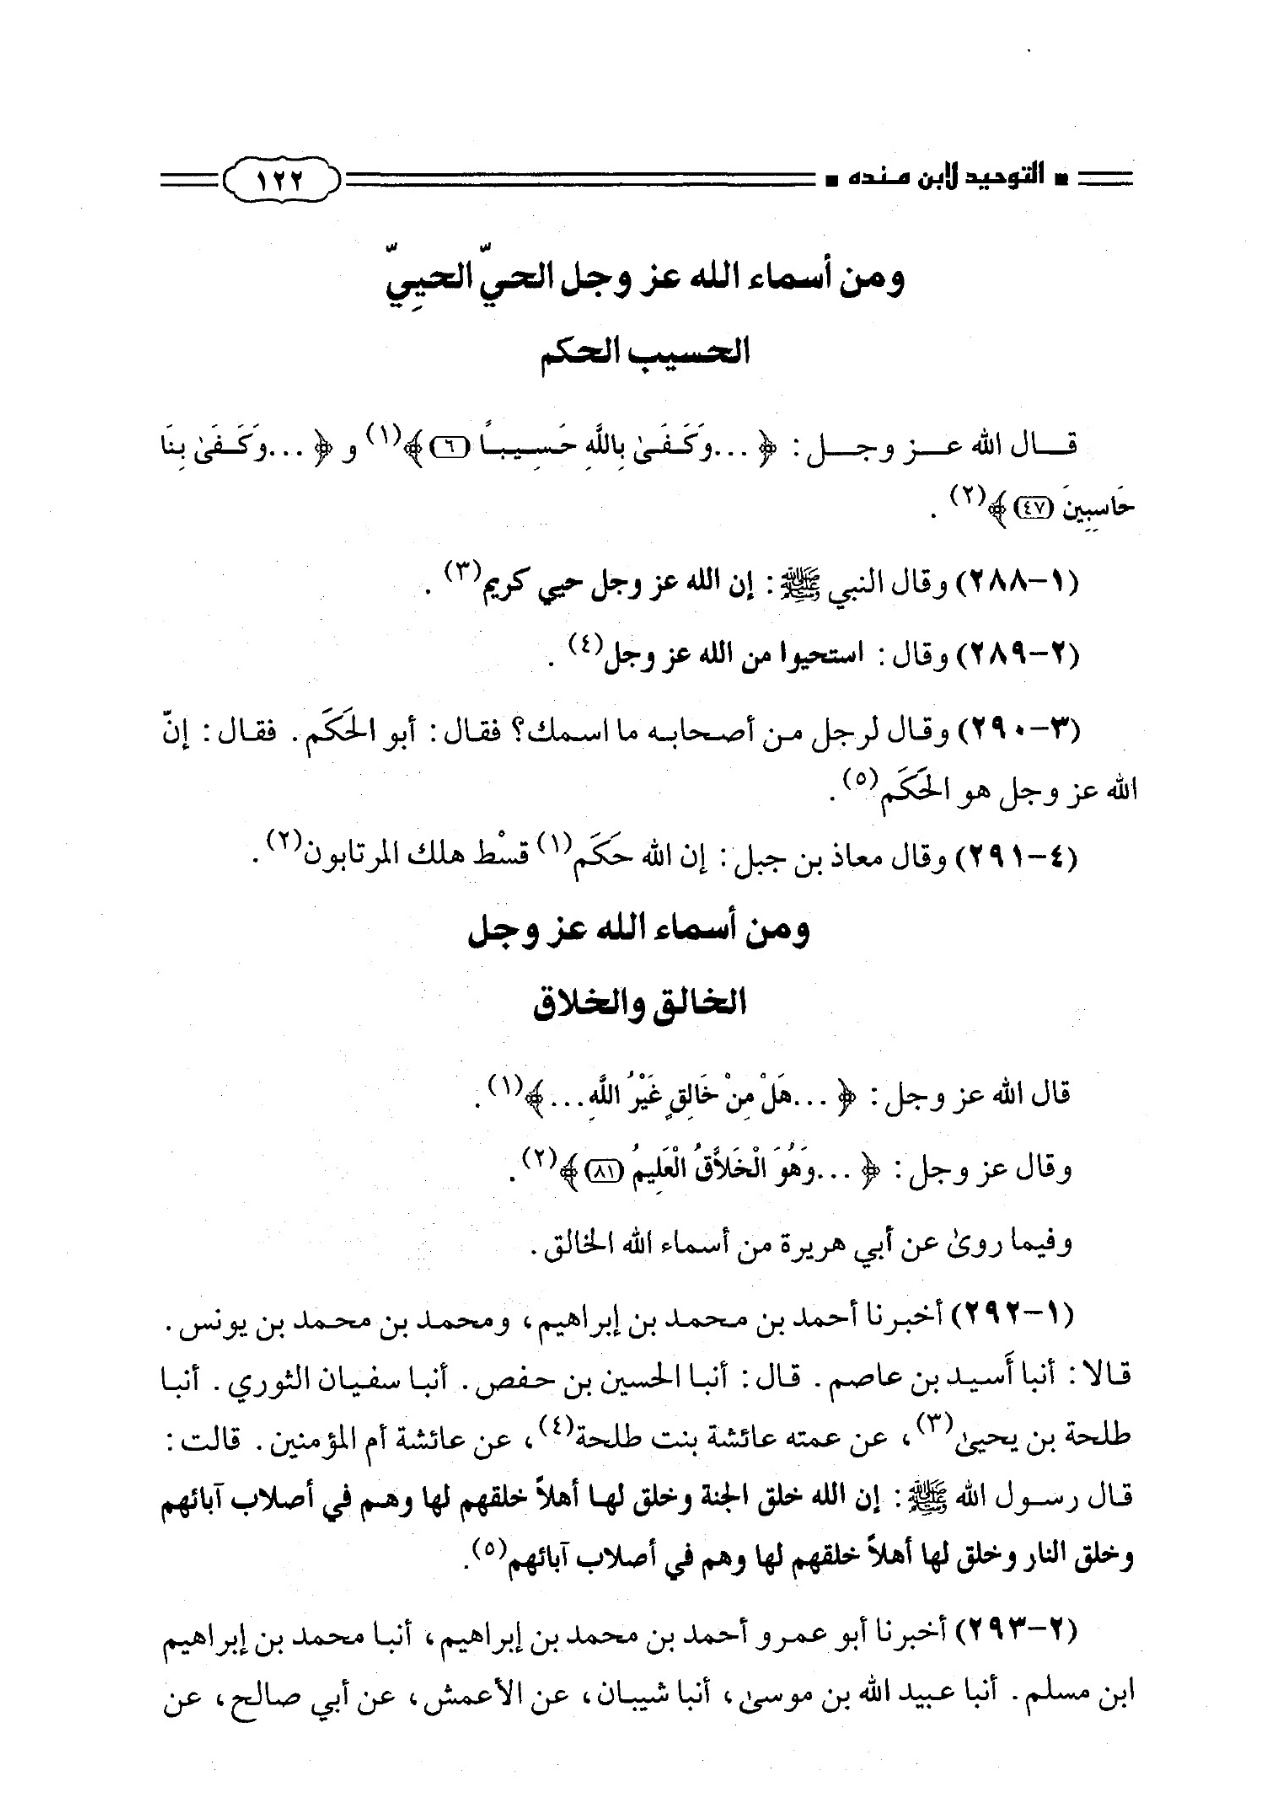 التوحيد لابن منده ١٢٢
ومن أسماء الله عز وجل الحيّ الحييّ
الحسيب الحكم
قال الله عز وجل : ﴿ ...وَكَفَىٰ بِاللَّهِ حَسِيباً (٦)﴾(١) و ﴿ ...وَكَفَىٰ بِنَا
حَاسِبِينَ (٤٧)﴾(٢) .
(١-٢٨٨) وقال النبي ﷺ : إن الله عز وجل حيي كريم(٣) .
(٢-٢٨٩) وقال : استحيوا من الله عز وجل(٤) .
(٣-٢٩٠) وقال لرجل من أصحابه ما اسمك؟ فقال : أبو الحَكَم . فقال : إنّ
الله عز وجل هو الحَكَم(٥) .
(٤-٢٩١) وقال معاذ بن جبل : إن الله حَكَم(١) قسْط هلك المرتابون(٢) .
ومن أسماء الله عز وجل
الخالق والخلاق
قال الله عز وجل : ﴿ ...هَلْ مِنْ خَالِقٍ غَيْرُ اللَّهِ...﴾(١) .
وقال عز وجل : ﴿ ...وَهُوَ الْخَلاَّقُ الْعَلِيمُ (٨١)﴾(٢) .
وفيما روىٰ عن أبي هريرة من أسماء الله الخالق .
(١-٢٩٢) أخبرنا أحمد بن محمد بن إبراهيم، ومحمد بن محمد بن يونس .
قالا : أنبا أَسيد بن عاصم . قال : أنبا الحسين بن حفص . أنبا سفيان الثوري . أنبا
طلحة بن يحيىٰ(٣)، عن عمته عائشة بنت طلحة(٤)، عن عائشة أم المؤمنين . قالت :
قال رسول الله ﷺ : إن الله خلق الجنة وخلق لها أهلاً خلقهم لها وهم في أصلاب آبائهم
وخلق النار وخلق لها أهلاً خلقهم لها وهم في أصلاب آبائهم(٥) .
(٢-٢٩٣) أخبرنا أبو عمرو أحمد بن محمد بن إبراهيم، أنبا محمد بن إبراهيم
ابن مسلم . أنبا عبيد الله بن موسىٰ، أنبا شيبان، عن الأعمش، عن أبي صالح، عن